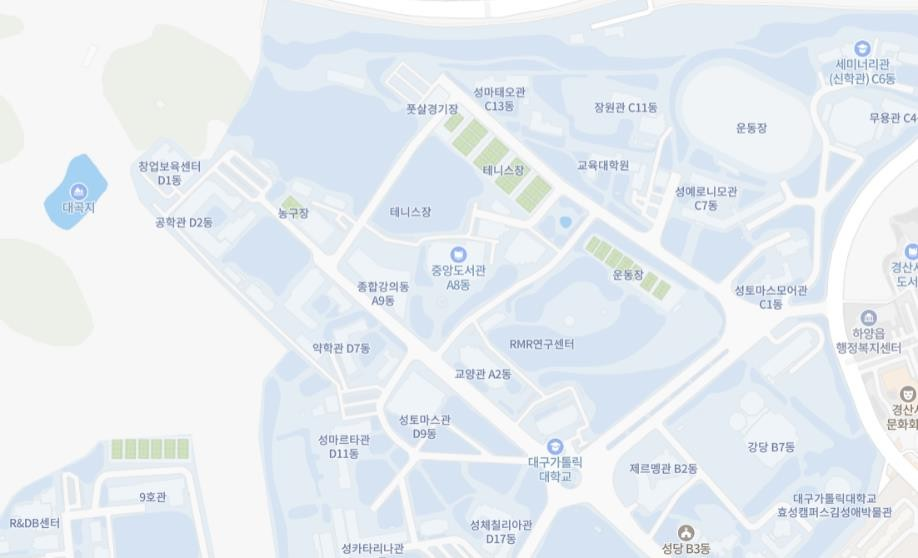 세미너리관
(신학관) C6동
성마태오관
C13동
풋살경기장
장원관 C11동
무용관 C4
운동장
창업보육센터
D1동
테니스장
교육대학원
대곡지
성예로니모관
C7동
공학관 D2동
농구장
테니스장
중앙도서관
A8동
운동장
경산시
도서
종합강의동
A9동
성토마스모어관
C1동
하양읍
행정복지센터
약학관 D7동
RMR연구센터
교양관 A2동
경산시
문화회
성토마스관
D9동
성마르타관
D11동
대구가톨릭
대학교
제르멩관 B2동
강당 B7동
9호관
대구가톨릭대학교
효성캠퍼스김성애박물관
R&DB센터
성체칠리아관
D17동
성카타리나관
성당 B3동